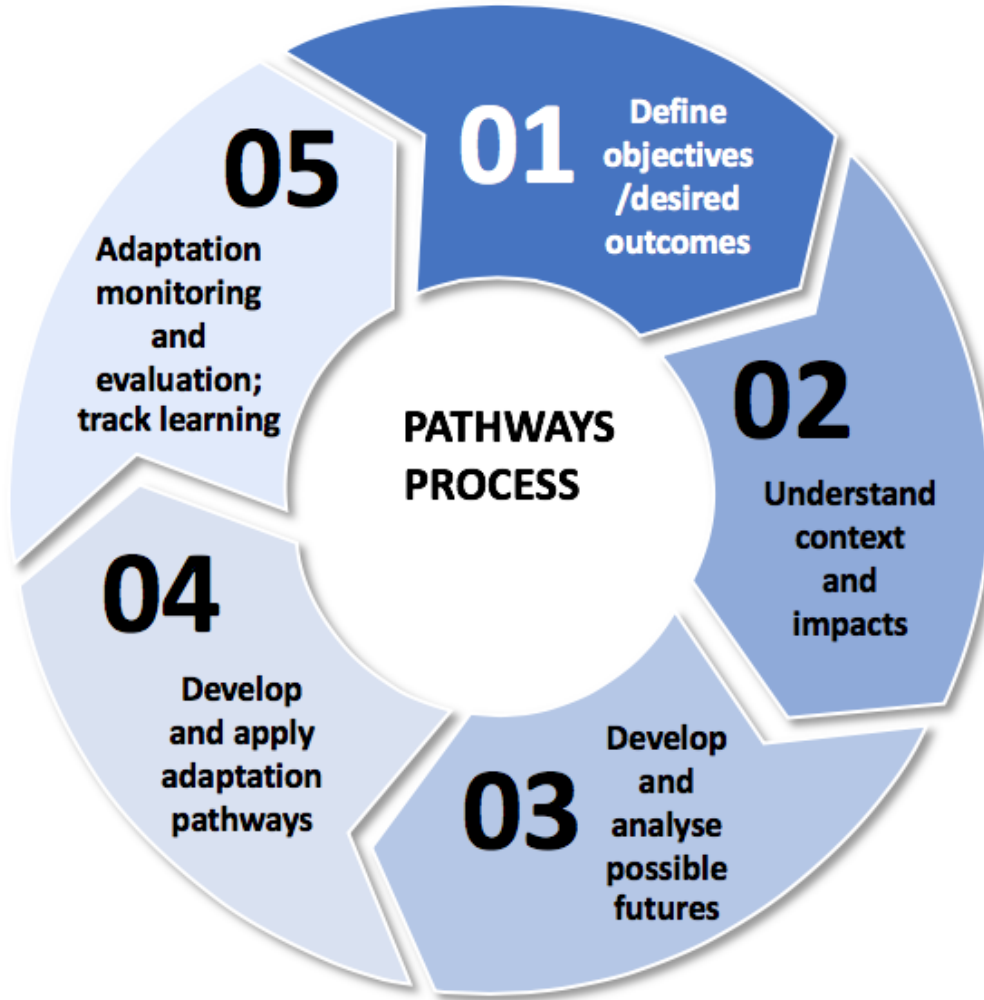 01
Define
objectives
/desired
outcomes
02
Understand
context
and
impacts
03
Develop
and
analyse
possible
futures
04
Develop
and apply
adaptation
pathways
05
Adaptation
monitoring
and
evaluation;
track learning
PATHWAYS
PROCESS